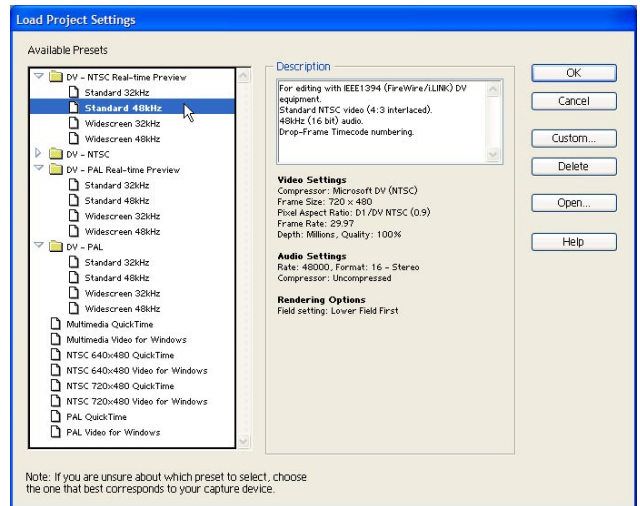 Load Project Settings
Available Presets
DV - NTSC Real-time Preview
Standard 32kHz
Standard 48kHz
Widescreen 32kHz
Widescreen 48kHz
DV - NTSC
DV - PAL Real-time Preview
Standard 32kHz
Standard 48kHz
Widescreen 32kHz
Widescreen 48kHz
DV - PAL
Standard 32kHz
Standard 48kHz
Widescreen 32kHz
Widescreen 48kHz
Multimedia QuickTime
Multimedia Video for Windows
NTSC 640x480 QuickTime
NTSC 640x480 Video for Windows
NTSC 720x480 QuickTime
NTSC 720x480 Video for Windows
PAL QuickTime
PAL Video for Windows
Description
For editing with IEEE1394 (FireWire/i.LINK) DV
equipment.
Standard NTSC video (4:3 interlaced).
48kHz (16 bit) audio.
Drop-Frame Timecode numbering.
Video Settings
Compressor: Microsoft DV (NTSC)
Frame Size: 720 x 480
Pixel Aspect Ratio: D1/DV NTSC (0.9)
Frame Rate: 29.97
Depth: Millions, Quality: 100%
Audio Settings
Rate: 48000, Format: 16 - Stereo
Compressor: Uncompressed
Rendering Options
Field setting: Lower Field First
OK
Cancel
Custom...
Delete
Open...
Help
Note: If you are unsure about which preset to select, choose
the one that best corresponds to your capture device.